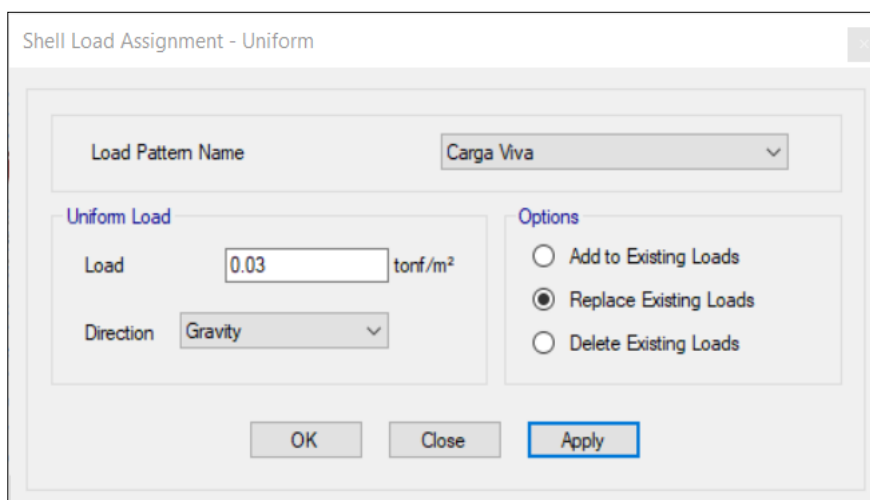 Shell Load Assignment - Uniform
Load Pattern Name
Carga Viva
Uniform Load
Load
0.03
tonf/m²
Direction
Gravity
Options
Add to Existing Loads
Replace Existing Loads
Delete Existing Loads
OK
Close
Apply